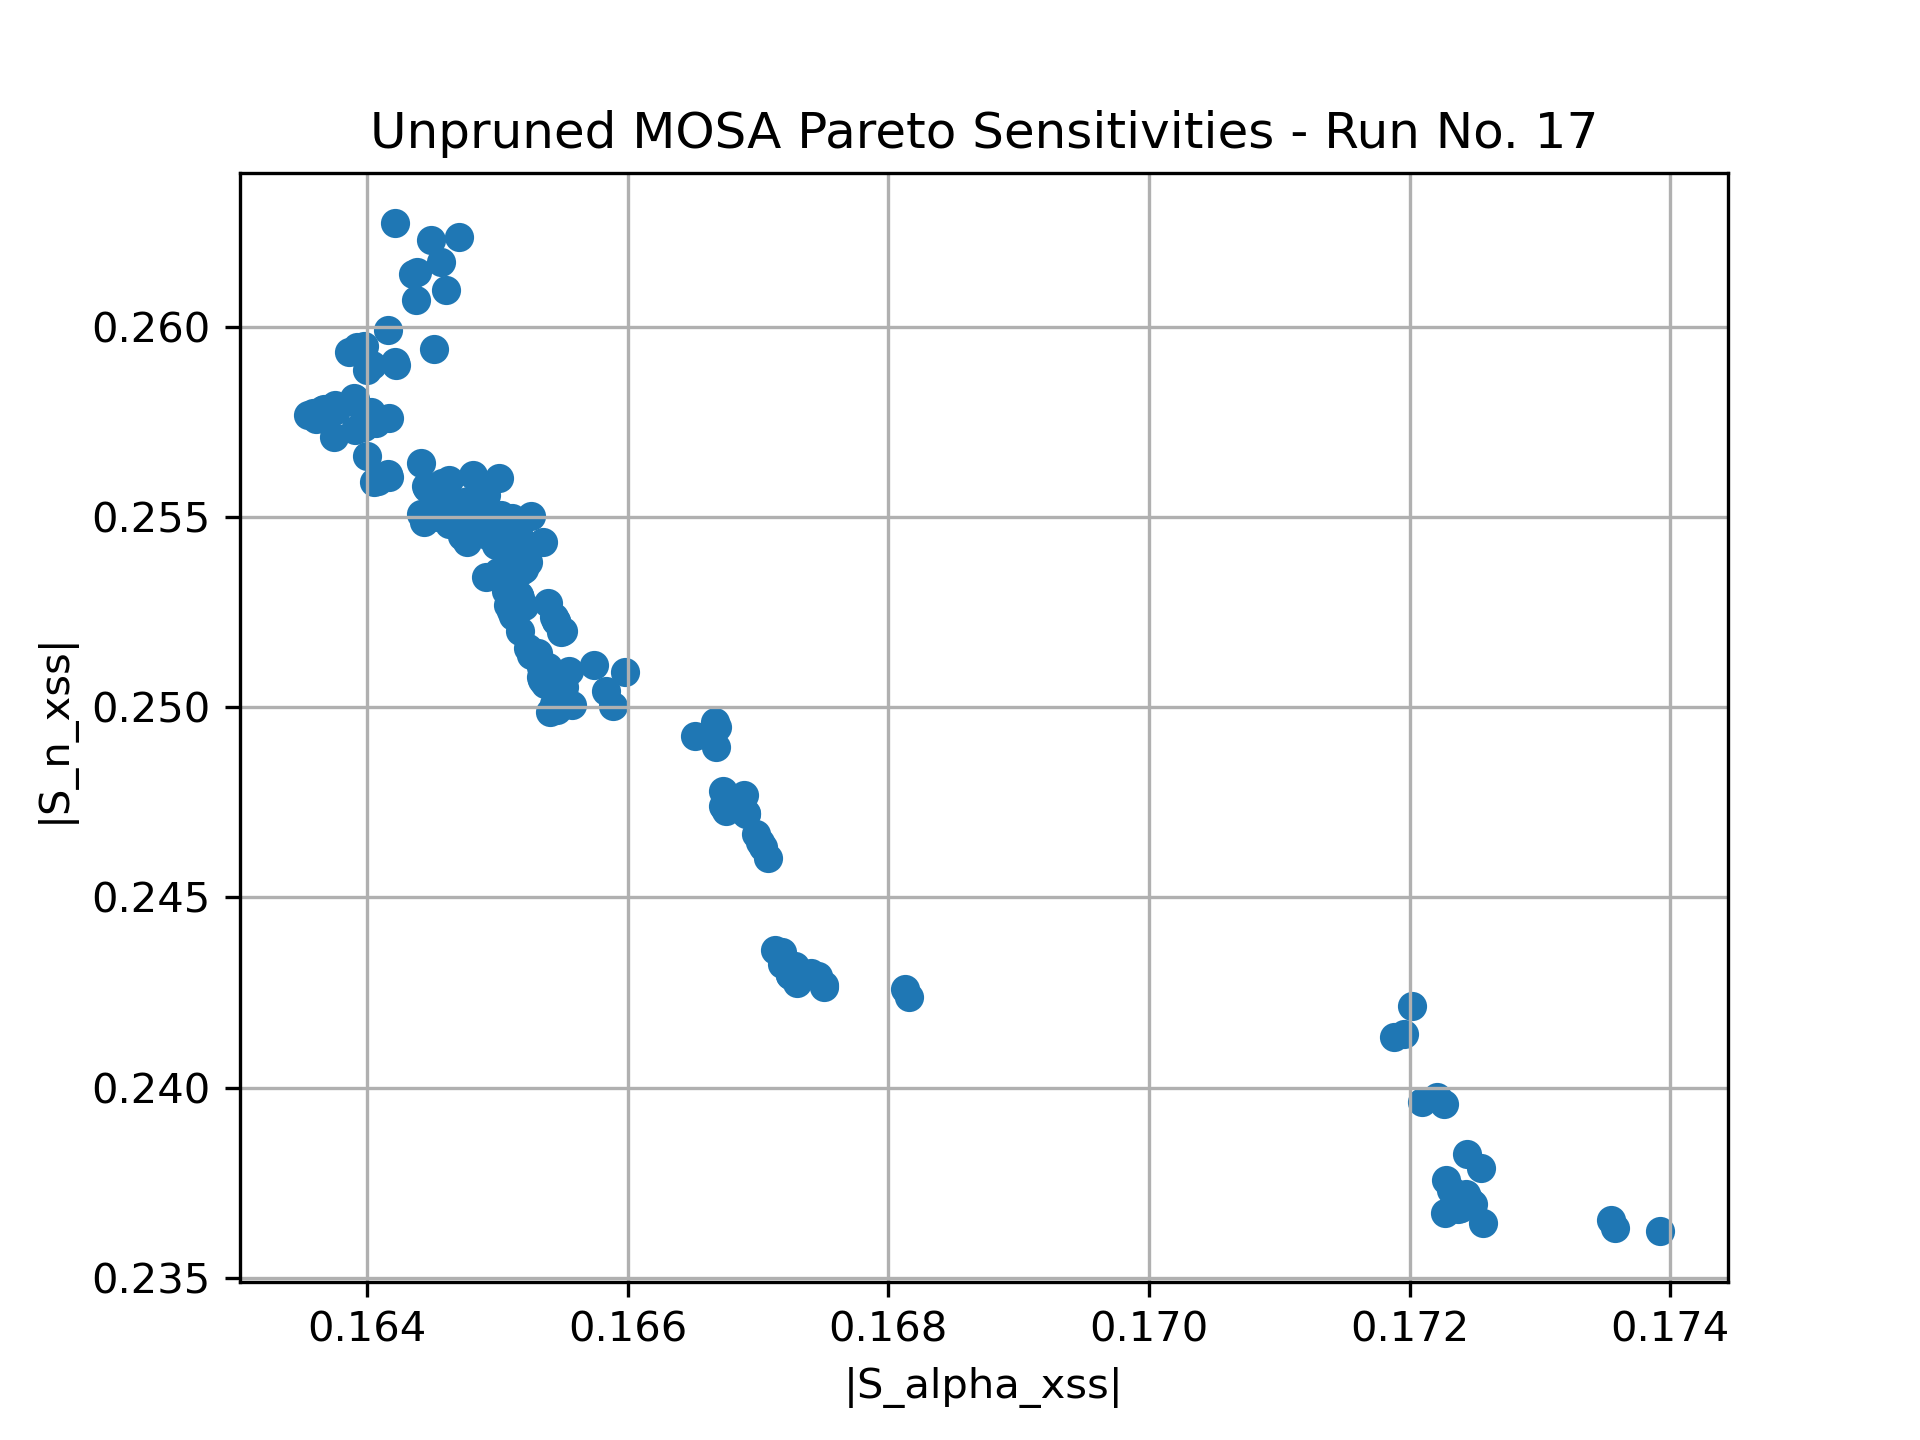 Unpruned MOSA Pareto Sensitivities - Run No. 17
0.260
0.255
0.250
0.245
0.240
0.235
|S_n_xss|
0.164 0.166 0.168 0.170 0.172 0.174
|S_alpha_xss|